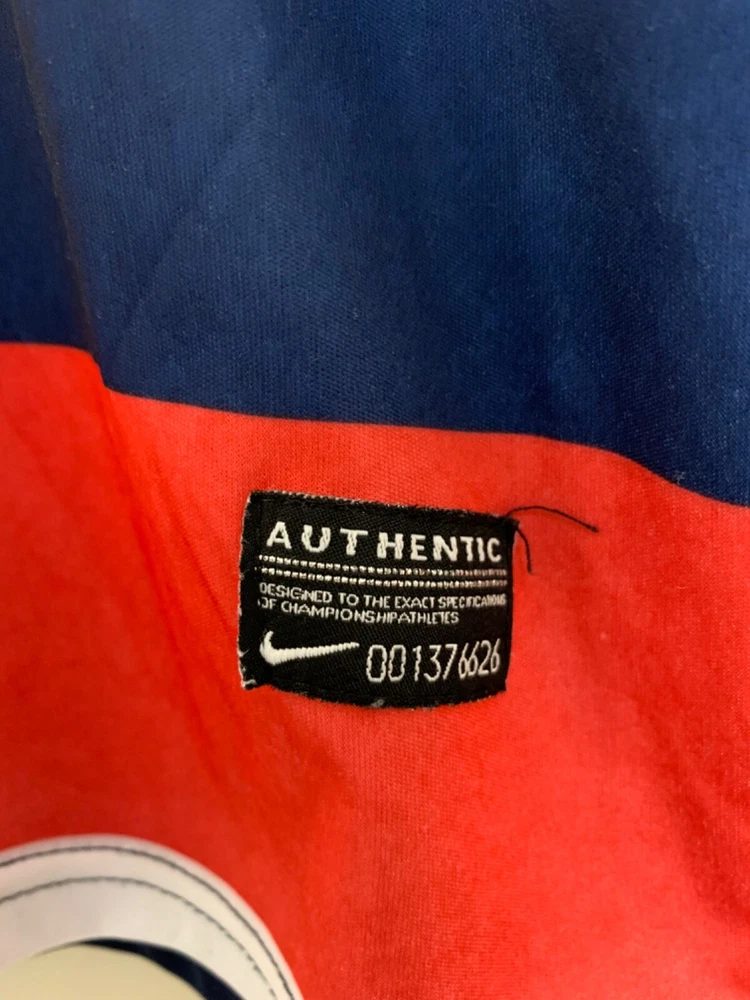 AUTHENTIC
DESIGNED TO THE EXACT SPECIFICATIONS
OF CHAMPIONSHIP ATHLETES
001376626